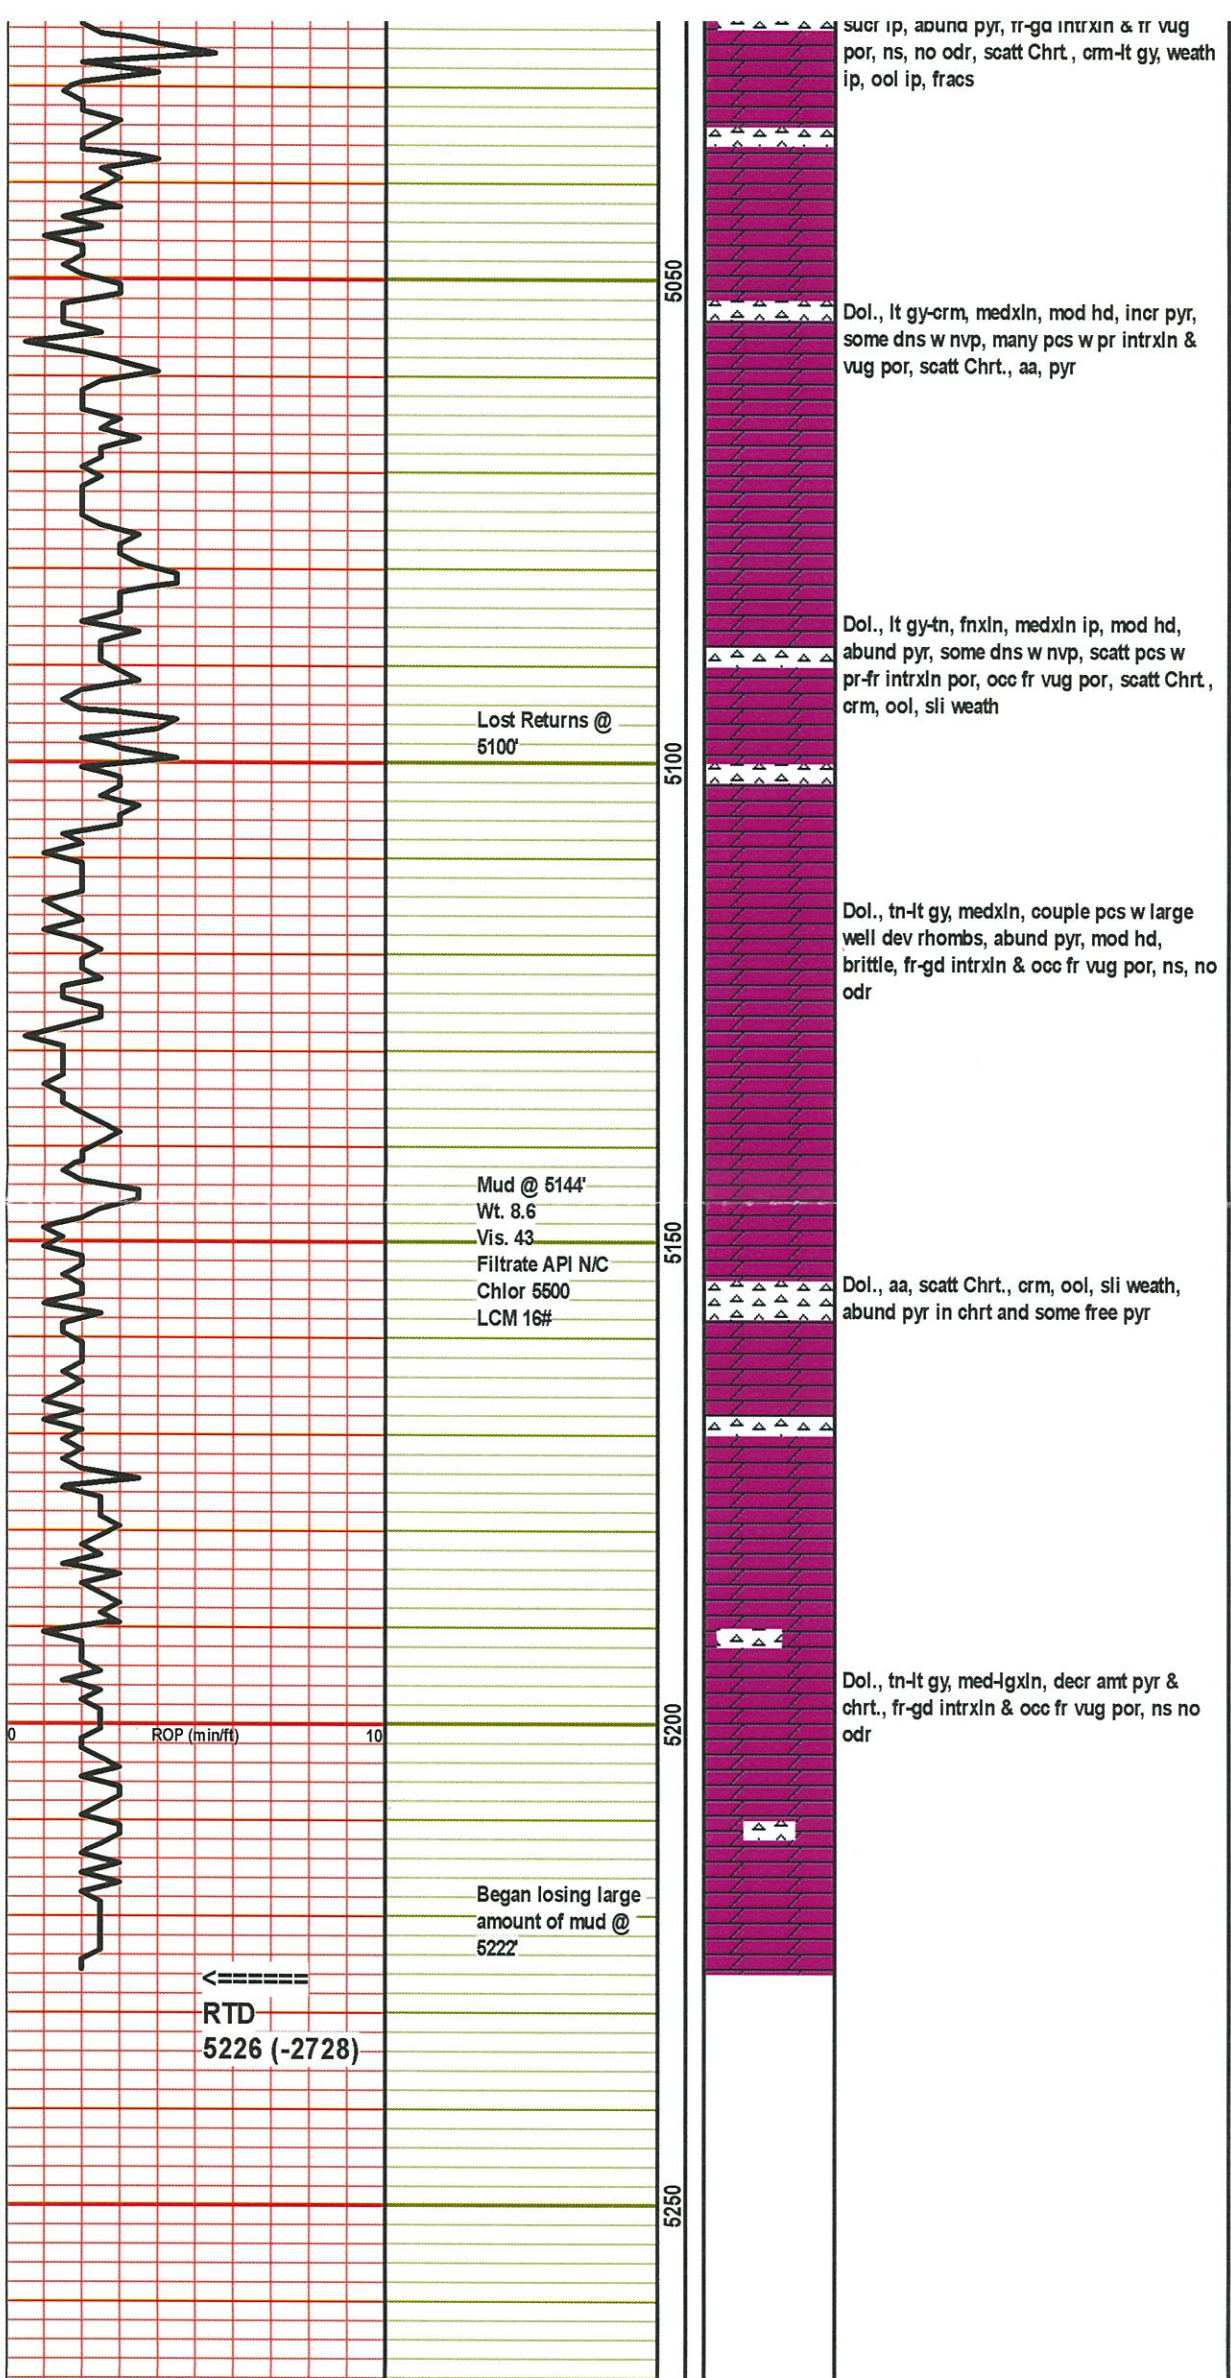 sucr ip, abund pyr, fr-gd intrxln & fr vug
por, ns, no odr, scatt Chrt., crm-lt gy, weath
ip, ool ip, fracs
5050
Dol., lt gy-crm, medxln, mod hd, incr pyr,
some dns w nvp, many pcs w pr intrxln &
vug por, scatt Chrt., aa, pyr
Dol., lt gy-tn, fnxln, medxln ip, mod hd,
abund pyr, some dns w nvp, scatt pcs w
pr-fr intrxln por, occ fr vug por, scatt Chrt.,
crm, ool, sli weath
Lost Returns @
5100'
5100
Dol., tn-lt gy, medxln, couple pcs w large
well dev rhombs, abund pyr, mod hd,
brittle, fr-gd intrxln & occ fr vug por, ns, no
odr
Mud @ 5144'
Wt. 8.6
Vis. 43
Filtrate API N/C
Chlor 5500
LCM 16#
5150
Dol., aa, scatt Chrt., crm, ool, sli weath,
abund pyr in chrt and some free pyr
Dol., tn-lt gy, med-lgxln, decr amt pyr &
chrt., fr-gd intrxln & occ fr vug por, ns no
odr
5200
0 ROP (min/ft) 10
Began losing large
amount of mud @
5222'
<======
RTD
5226 (-2728)
5250